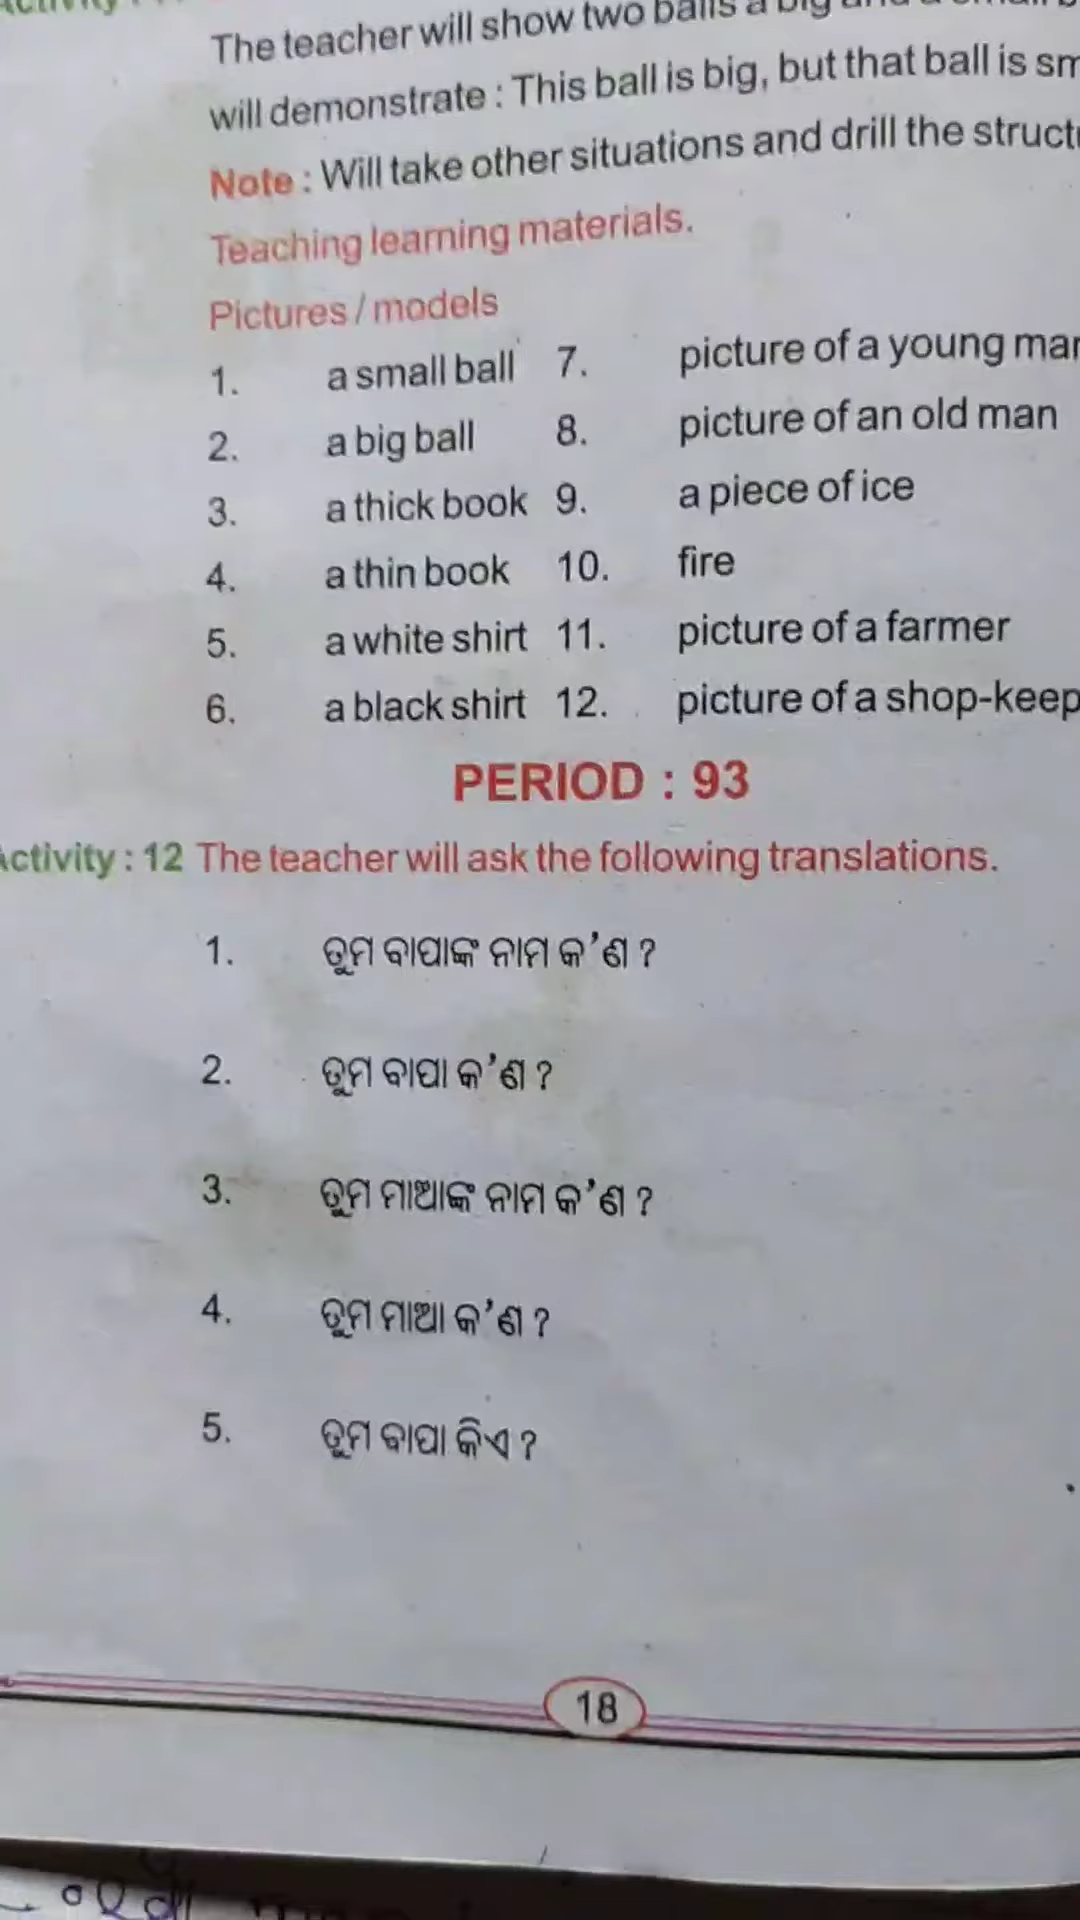 The teacher will show two balls a big and a small
will demonstrate : This ball is big, but that ball is
Note : Will take other situations and drill the
Teaching learning materials.
Pictures / models
1. a small ball 7. picture of a young
2. a big ball 8. picture of an old man
3. a thick book 9. a piece of ice
4. a thin book 10. fire
5. a white shirt 11. picture of a farmer
6. a black shirt 12. picture of a shop-keep
PERIOD : 93
Activity : 12 The teacher will ask the following translations.
1. ତୁମ ବାପାଙ୍କ ନାମ କ'ଣ ?
2. ତୁମ ବାପା କ'ଣ ?
3. ତୁମ ମାଆଙ୍କ ନାମ କ'ଣ ?
4. ତୁମ ମାଆ କ'ଣ ?
5. ତୁମ ବାପା କିଏ ?
18